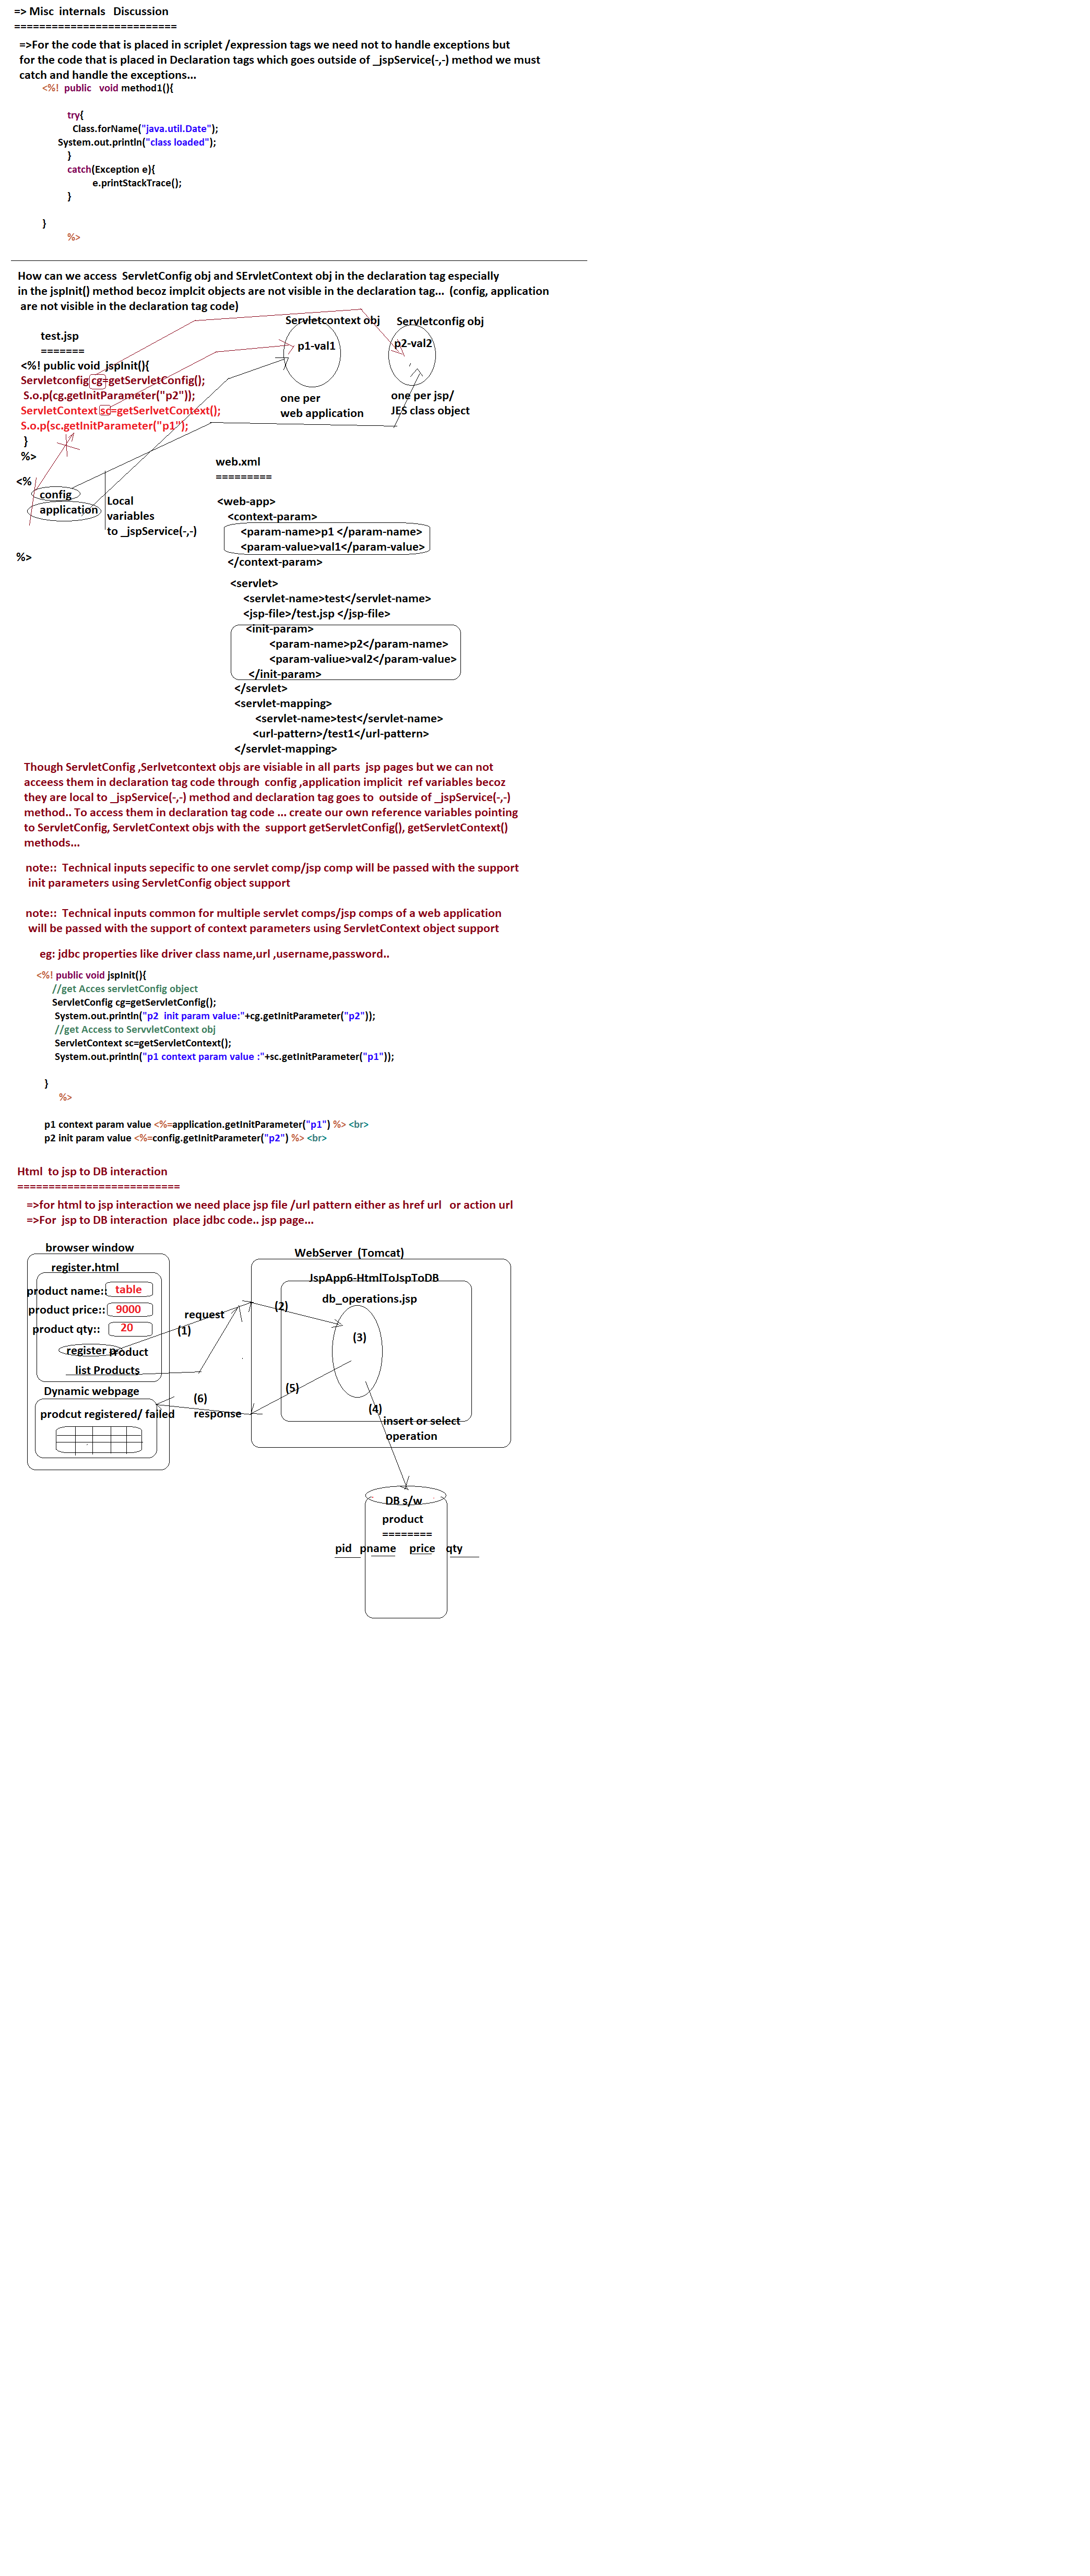 => Misc internals Discussion
==========================
=>For the code that is placed in scriplet /expression tags we need not to handle exceptions but
for the code that is placed in Declaration tags which goes outside of _jspService(-,-) method we must
catch and handle the exceptions...
<%! public void method1(){
try{
Class.forName("java.util.Date");
System.out.println("class loaded");
}
catch(Exception e){
e.printStackTrace();
}
}
%>
How can we access ServletConfig obj and SErvletContext obj in the declaration tag especially
in the jspInit() method becoz implcit objects are not visible in the declaration tag... (config, application
are not visible in the declaration tag code)
test.jsp
=======
<%! public void jspInit(){
Servletconfig cg=getServletConfig();
S.o.p(cg.getInitParameter("p2"));
ServletContext sc=getSerlvetContext();
S.o.p(sc.getInitParameter("p1");
}
%>
<%
config
application
Local
variables
to _jspService(-,-)
%>
Servletcontext obj
p1-val1
one per
web application
Servletconfig obj
p2-val2
one per jsp/
JES class object
web.xml
=========
<web-app>
<context-param>
<param-name>p1 </param-name>
<param-value>val1</param-value>
</context-param>
<servlet>
<servlet-name>test</servlet-name>
<jsp-file>/test.jsp </jsp-file>
<init-param>
<param-name>p2</param-name>
<param-valiue>val2</param-value>
</init-param>
</servlet>
<servlet-mapping>
<servlet-name>test</servlet-name>
<url-pattern>/test1</url-pattern>
</servlet-mapping>
Though ServletConfig ,Serlvetcontext objs are visiable in all parts jsp pages but we can not
acceess them in declaration tag code through config ,application implicit ref variables becoz
they are local to _jspService(-,-) method and declaration tag goes to outside of _jspService(-,-)
method.. To access them in declaration tag code ... create our own reference variables pointing
to ServletConfig, ServletContext objs with the support getServletConfig(), getServletContext()
methods...
note:: Technical inputs sepecific to one servlet comp/jsp comp will be passed with the support
init parameters using ServletConfig object support
note:: Technical inputs common for multiple servlet comps/jsp comps of a web application
will be passed with the support of context parameters using ServletContext object support
eg: jdbc properties like driver class name,url ,username,password..
<%! public void jspInit(){
//get Acces servletConfig object
ServletConfig cg=getServletConfig();
System.out.println("p2 init param value:"+cg.getInitParameter("p2"));
//get Access to ServvletContext obj
ServletContext sc=getServletContext();
System.out.println("p1 context param value :"+sc.getInitParameter("p1"));
}
%>
p1 context param value <%=application.getInitParameter("p1") %> <br>
p2 init param value <%=config.getInitParameter("p2") %> <br>
Html to jsp to DB interaction
==========================
=>for html to jsp interaction we need place jsp file /url pattern either as href url or action url
=>For jsp to DB interaction place jdbc code.. jsp page...
browser window
register.html
product name:: table
product price:: 9000
product qty:: 20
register product
list Products
Dynamic webpage
prodcut registered/ failed
request
(1)
(6)
response
WebServer (Tomcat)
JspApp6-HtmlToJspToDB
db_operations.jsp
(2)
(3)
(5)
(4)
insert or select
operation
DB s/w
product
========
pid pname price qty